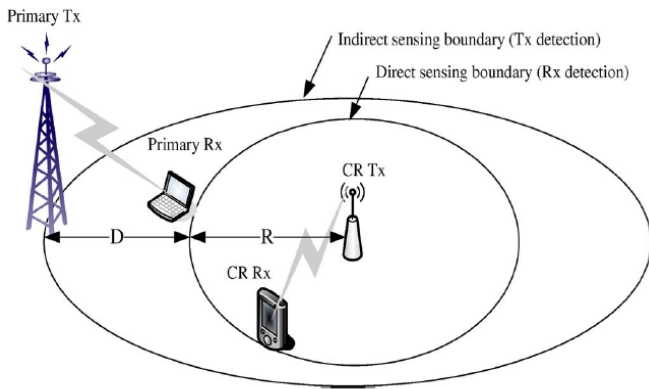 Primary Tx
Indirect sensing boundary (Tx detection)
Direct sensing boundary (Rx detection)
Primary Rx
CR Tx
D
R
CR Rx